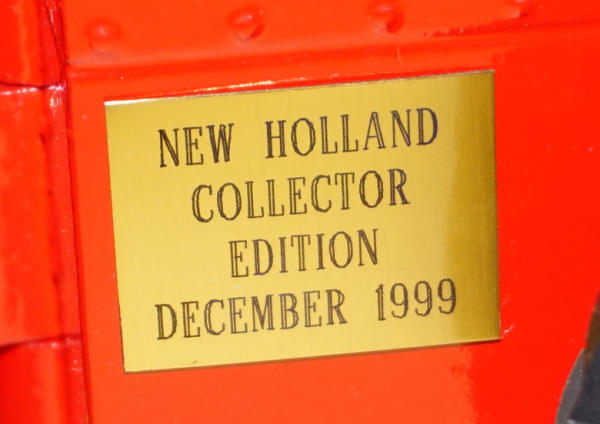 NEW HOLLAND
COLLECTOR
EDITION
DECEMBER 1999